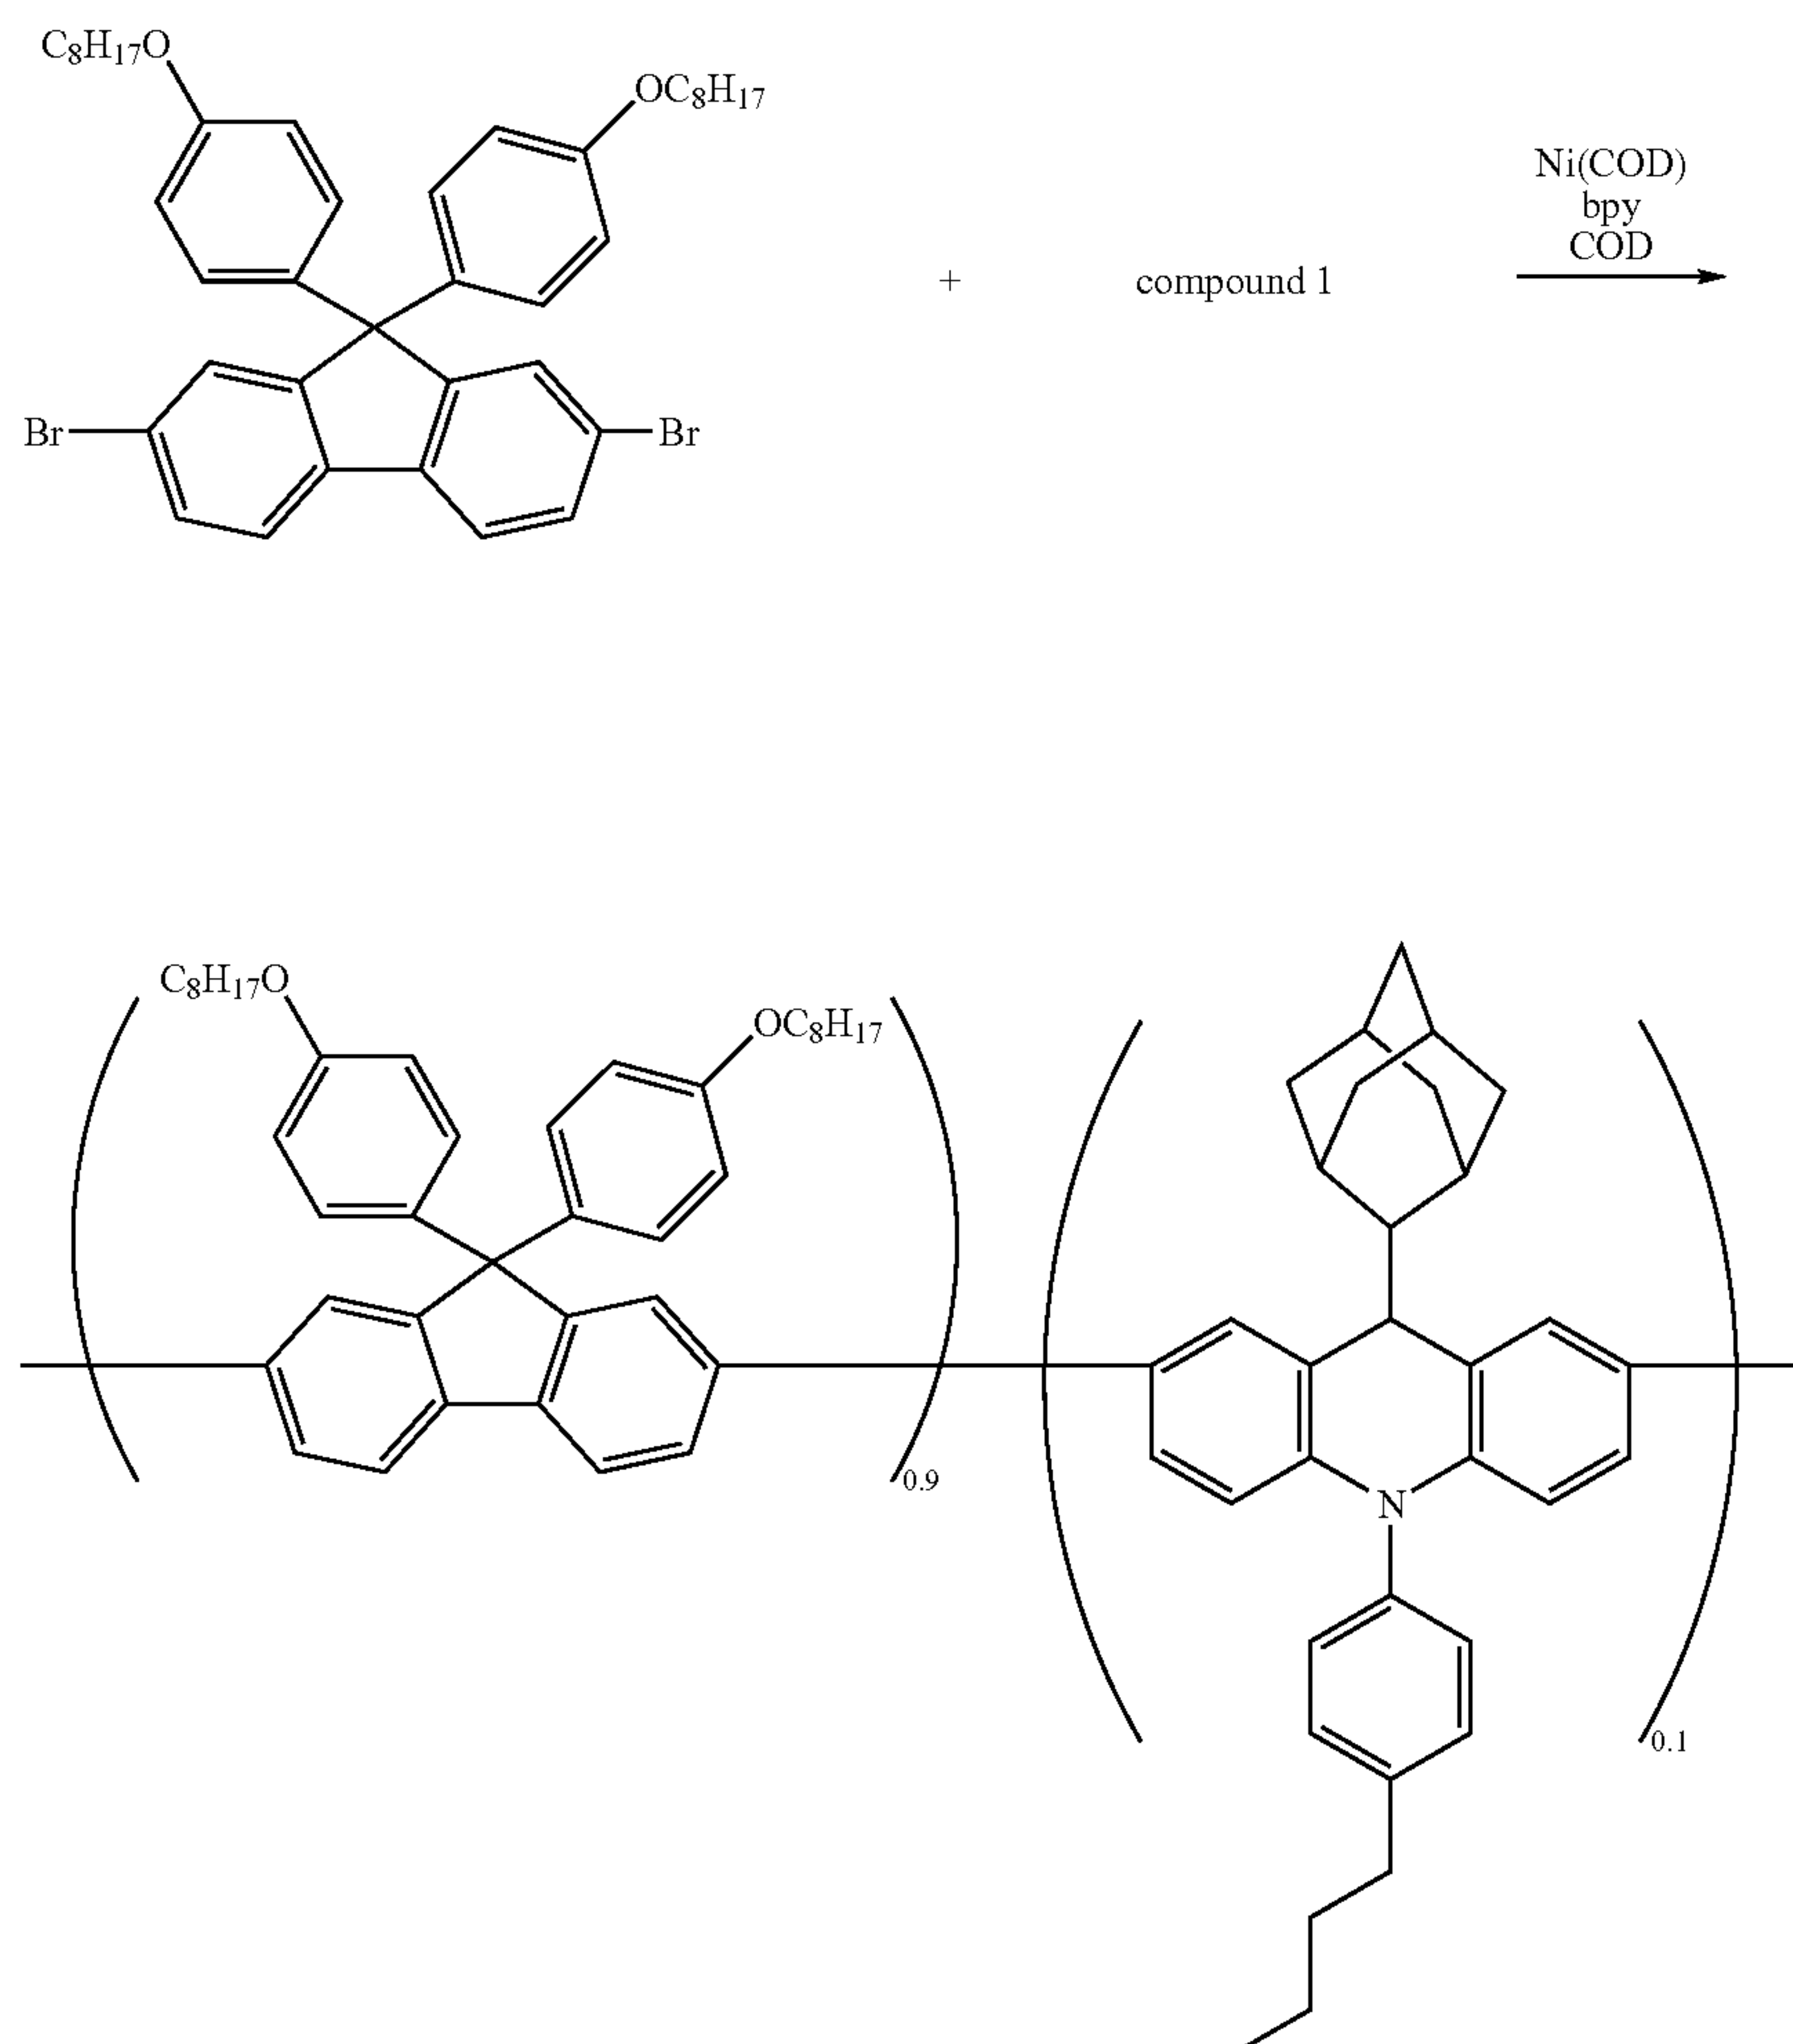 C8H17O
OC8H17
Ni(COD)
bpy
COD
+
compound 1
Br
Br
C8H17O
OC8H17
0.9
N
0.1